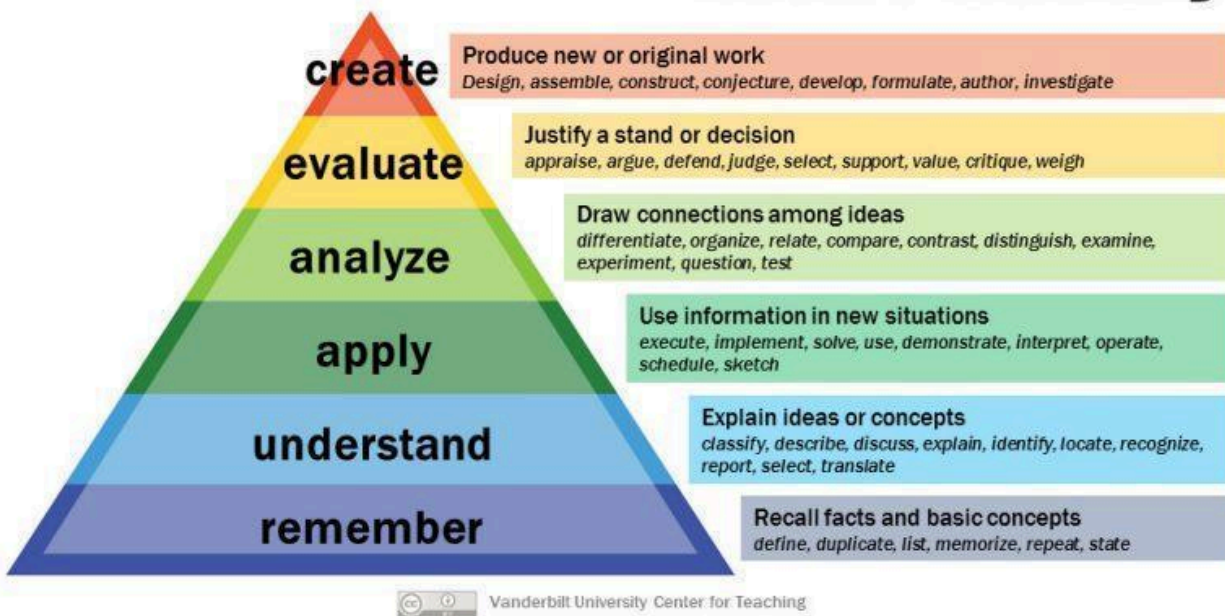 create
Produce new or original work
Design, assemble, construct, conjecture, develop, formulate, author, investigate
evaluate
Justify a stand or decision
appraise, argue, defend, judge, select, support, value, critique, weigh
analyze
Draw connections among ideas
differentiate, organize, relate, compare, contrast, distinguish, examine,
experiment, question, test
apply
Use information in new situations
execute, implement, solve, use, demonstrate, interpret, operate,
schedule, sketch
understand
Explain ideas or concepts
classify, describe, discuss, explain, identify, locate, recognize,
report, select, translate
remember
Recall facts and basic concepts
define, duplicate, list, memorize, repeat, state
cc
Vanderbilt University Center for Teaching